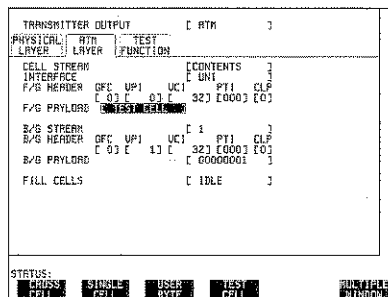 TRANSMITTER OUTPUT [ ATM ]
PHYSICAL LAYER ATM LAYER TEST FUNCTION
CELL STREAM [CONTENTS ]
INTERFACE [ UNI ]
F/G HEADER GFC VPI VCI PTI CLP
[ 0] [ 0] [ 32] [000] [0]
F/G PAYLOAD [ TEST CELL ]
B/G STREAM [ 1 ]
B/G HEADER GFC VPI VCI PTI CLP
[ 0] [ 1] [ 32] [000] [0]
B/G PAYLOAD [ 00000001 ]
FILL CELLS [ IDLE ]
STATUS:
CROSS CELL SINGLE CELL USER BYTE TEST CELL MULTIPLE WINDOW